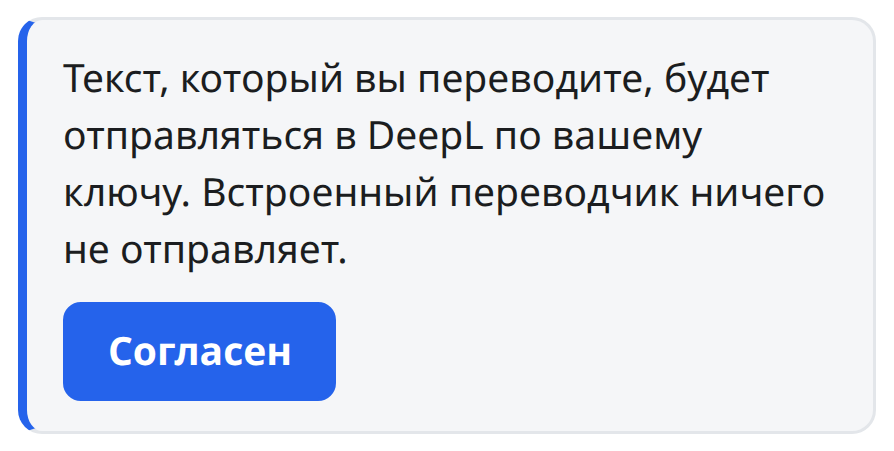 Текст, который вы переводите, будет
отправляться в DeepL по вашему
ключу. Встроенный переводчик ничего
не отправляет.
Согласен